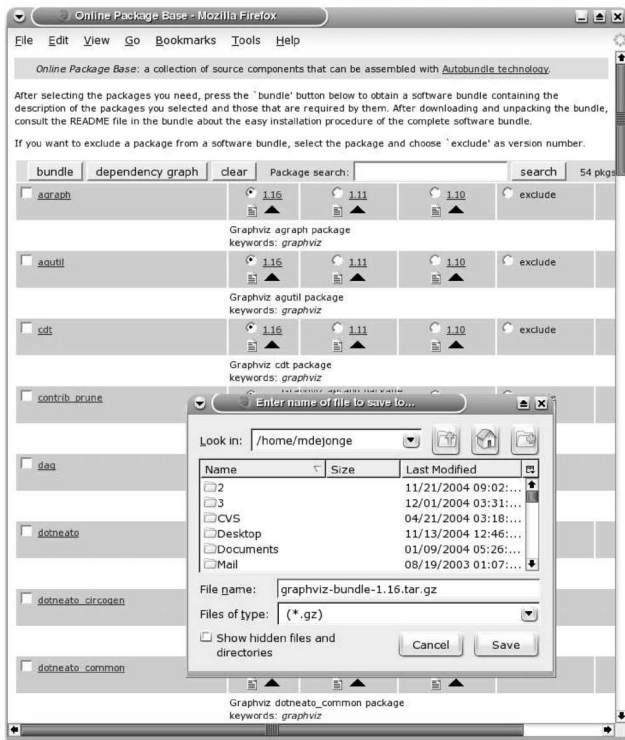 Online Package Base - Mozilla Firefox
File Edit View Go Bookmarks Tools Help
Online Package Base: a collection of source components that can be assembled with Autobundle technology.
After selecting the packages you need, press the `bundle' button below to obtain a software bundle containing the
description of the packages you selected and those that are required by them. After downloading and unpacking the bundle,
consult the README file in the bundle about the easy installation procedure of the complete software bundle.
If you want to exclude a package from a software bundle, select the package and choose `exclude' as version number.
bundle dependency graph clear Package search: search 54 pkgs
agraph 1.16 1.11 1.10 exclude
Graphviz agraph package
keywords: graphviz
agutil 1.16 1.11 1.10 exclude
Graphviz agutil package
keywords: graphviz
cdt 1.16 1.11 1.10 exclude
Graphviz cdt package
keywords: graphviz
contrib_prune
dag
dotneato
dotneato_circogen
dotneato_common
Graphviz dotneato_common package
keywords: graphviz
Enter name of file to save to...
Look in: /home/mdejonge
Name Size Last Modified
2 11/21/2004 09:02:...
3 12/01/2004 03:31:...
CVS 04/21/2004 03:18:...
Desktop 11/13/2004 12:46:...
Documents 01/09/2004 05:26:...
Mail 08/19/2003 01:07:...
File name: graphviz-bundle-1.16.tar.gz
Files of type: (*.gz)
Show hidden files and
directories
Cancel Save